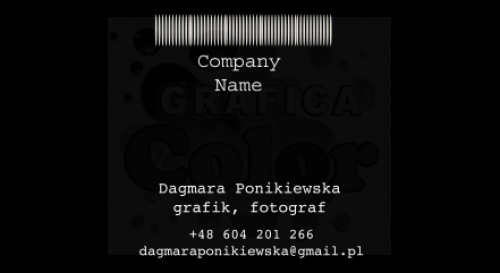 Company
Name
GRAFICA
Color
Dagmara Ponikiewska
grafik, fotograf
+48 604 201 266
dagmaraponikiewska@gmail.pl